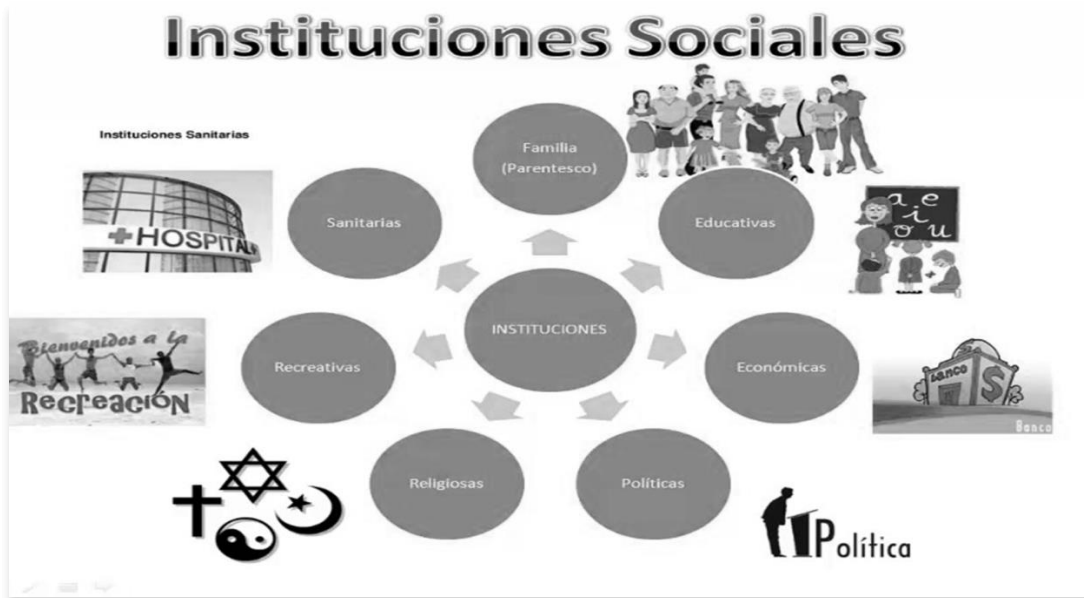 Instituciones Sociales
Instituciones Sanitarias
Familia
(Parentesco)
Sanitarias
Educativas
a e
i
o u
+HOSPITAL
INSTITUCIONES
Bienvenidos a la
Recreación
Recreativas
Económicas
banco
$
Banco
Religiosas
Políticas
Política